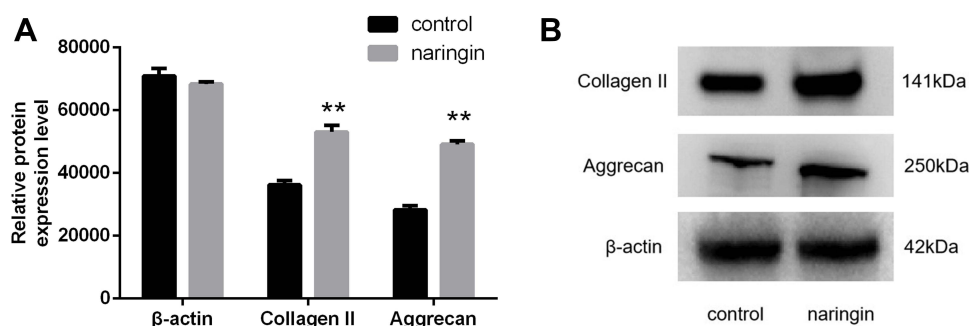 A
control
naringin
Relative protein
expression level
80000
60000
40000
20000
0
**
**
β-actin
Collagen II
Aggrecan
B
Collagen II
141kDa
Aggrecan
250kDa
β-actin
42kDa
control
naringin